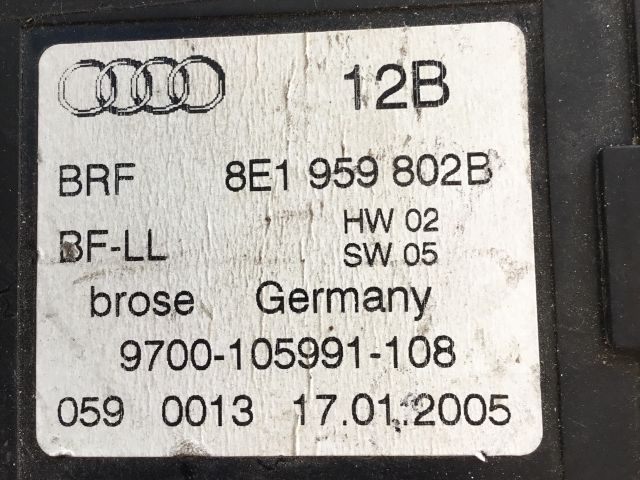 12B
BRF 8E1 959 802B
BF-LL HW 02
SW 05
brose Germany
9700-105991-108
059 0013 17.01.2005